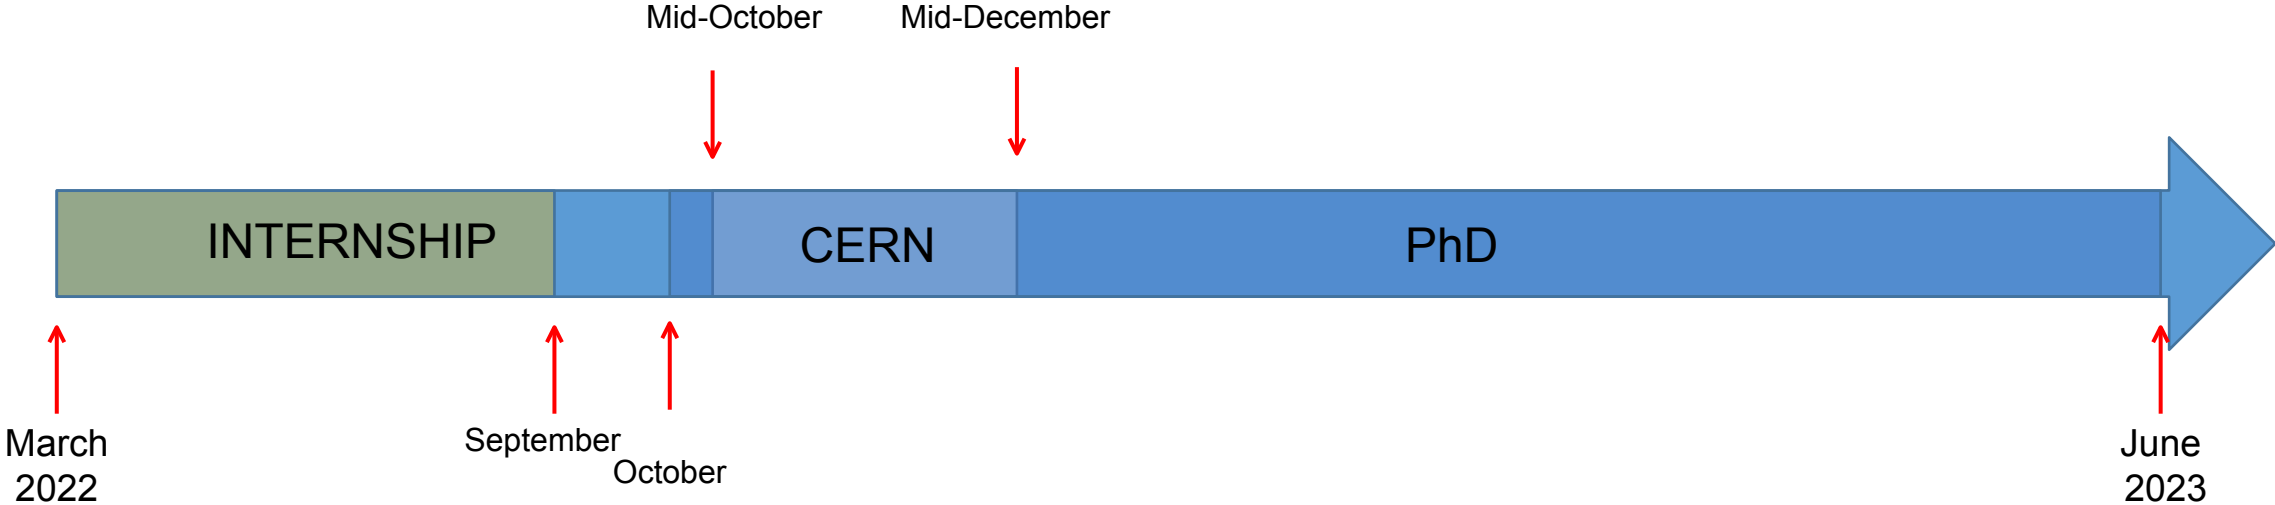 Mid-October
Mid-December
INTERNSHIP
CERN
PhD
March
2022
September
October
June
2023